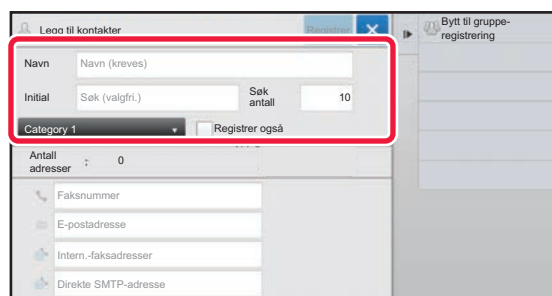 Legg til kontakter
Registrer
Bytt til gruppe-
registrering
Navn
Navn (kreves)
Initial
Søk (valgfri.)
Søk
antall
10
Category 1
Registrer også
Antall
adresser
:
0
Faksnummer
E-postadresse
Intern.-faksadresser
Direkte SMTP-adresse